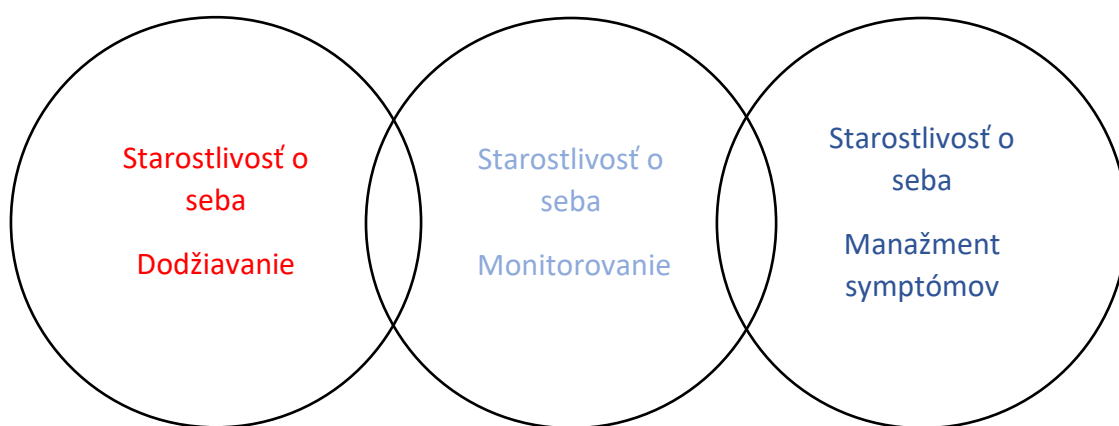 Starostlivosť o
seba
Dodžiavanie
Starostlivosť o
seba
Monitorovanie
Starostlivosť o
seba
Manažment
symptómov